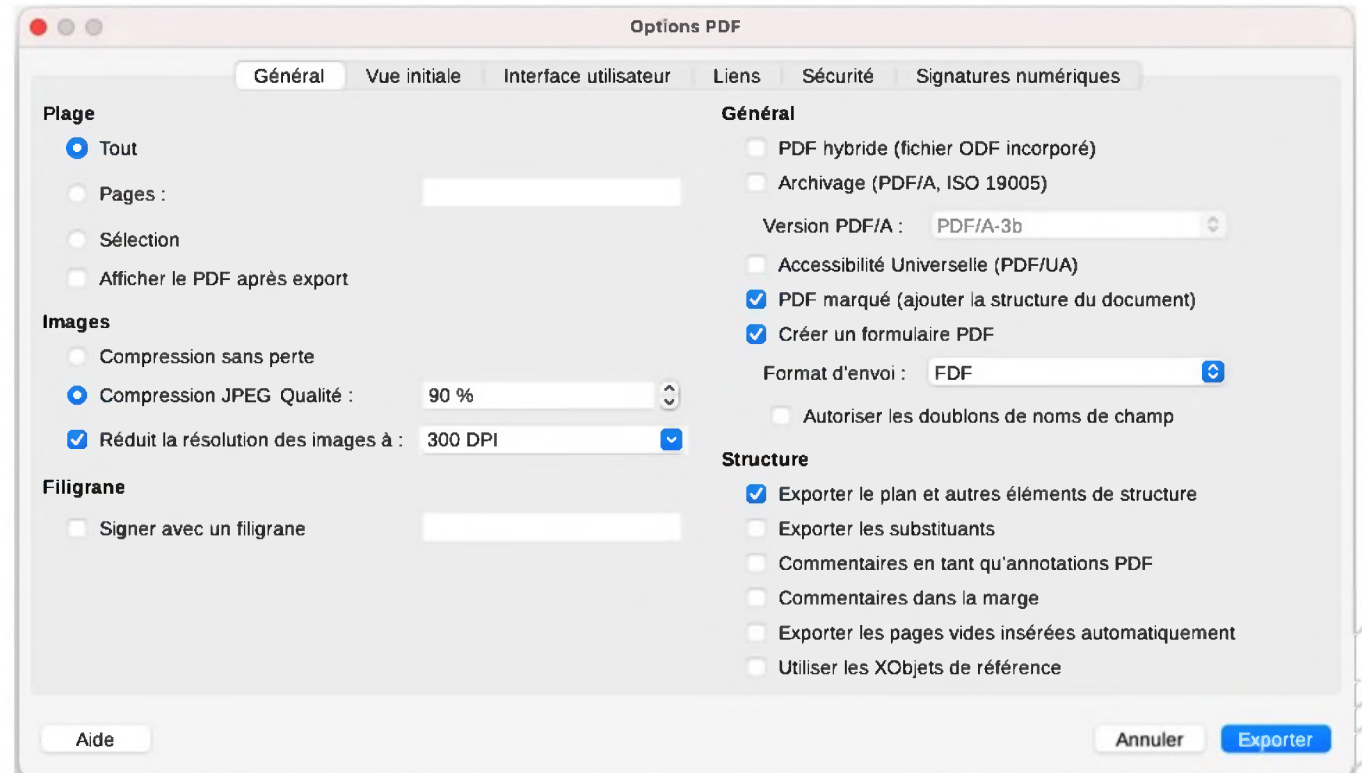 Options PDF
Général Vue initiale Interface utilisateur Liens Sécurité Signatures numériques
Plage
Tout
Pages :
Sélection
Afficher le PDF après export
Images
Compression sans perte
Compression JPEG Qualité : 90 %
Réduit la résolution des images à : 300 DPI
Filigrane
Signer avec un filigrane
Général
PDF hybride (fichier ODF incorporé)
Archivage (PDF/A, ISO 19005)
Version PDF/A : PDF/A-3b
Accessibilité Universelle (PDF/UA)
PDF marqué (ajouter la structure du document)
Créer un formulaire PDF
Format d'envoi : FDF
Autoriser les doublons de noms de champ
Structure
Exporter le plan et autres éléments de structure
Exporter les substituants
Commentaires en tant qu'annotations PDF
Commentaires dans la marge
Exporter les pages vides insérées automatiquement
Utiliser les XObjets de référence
Aide Annuler Exporter